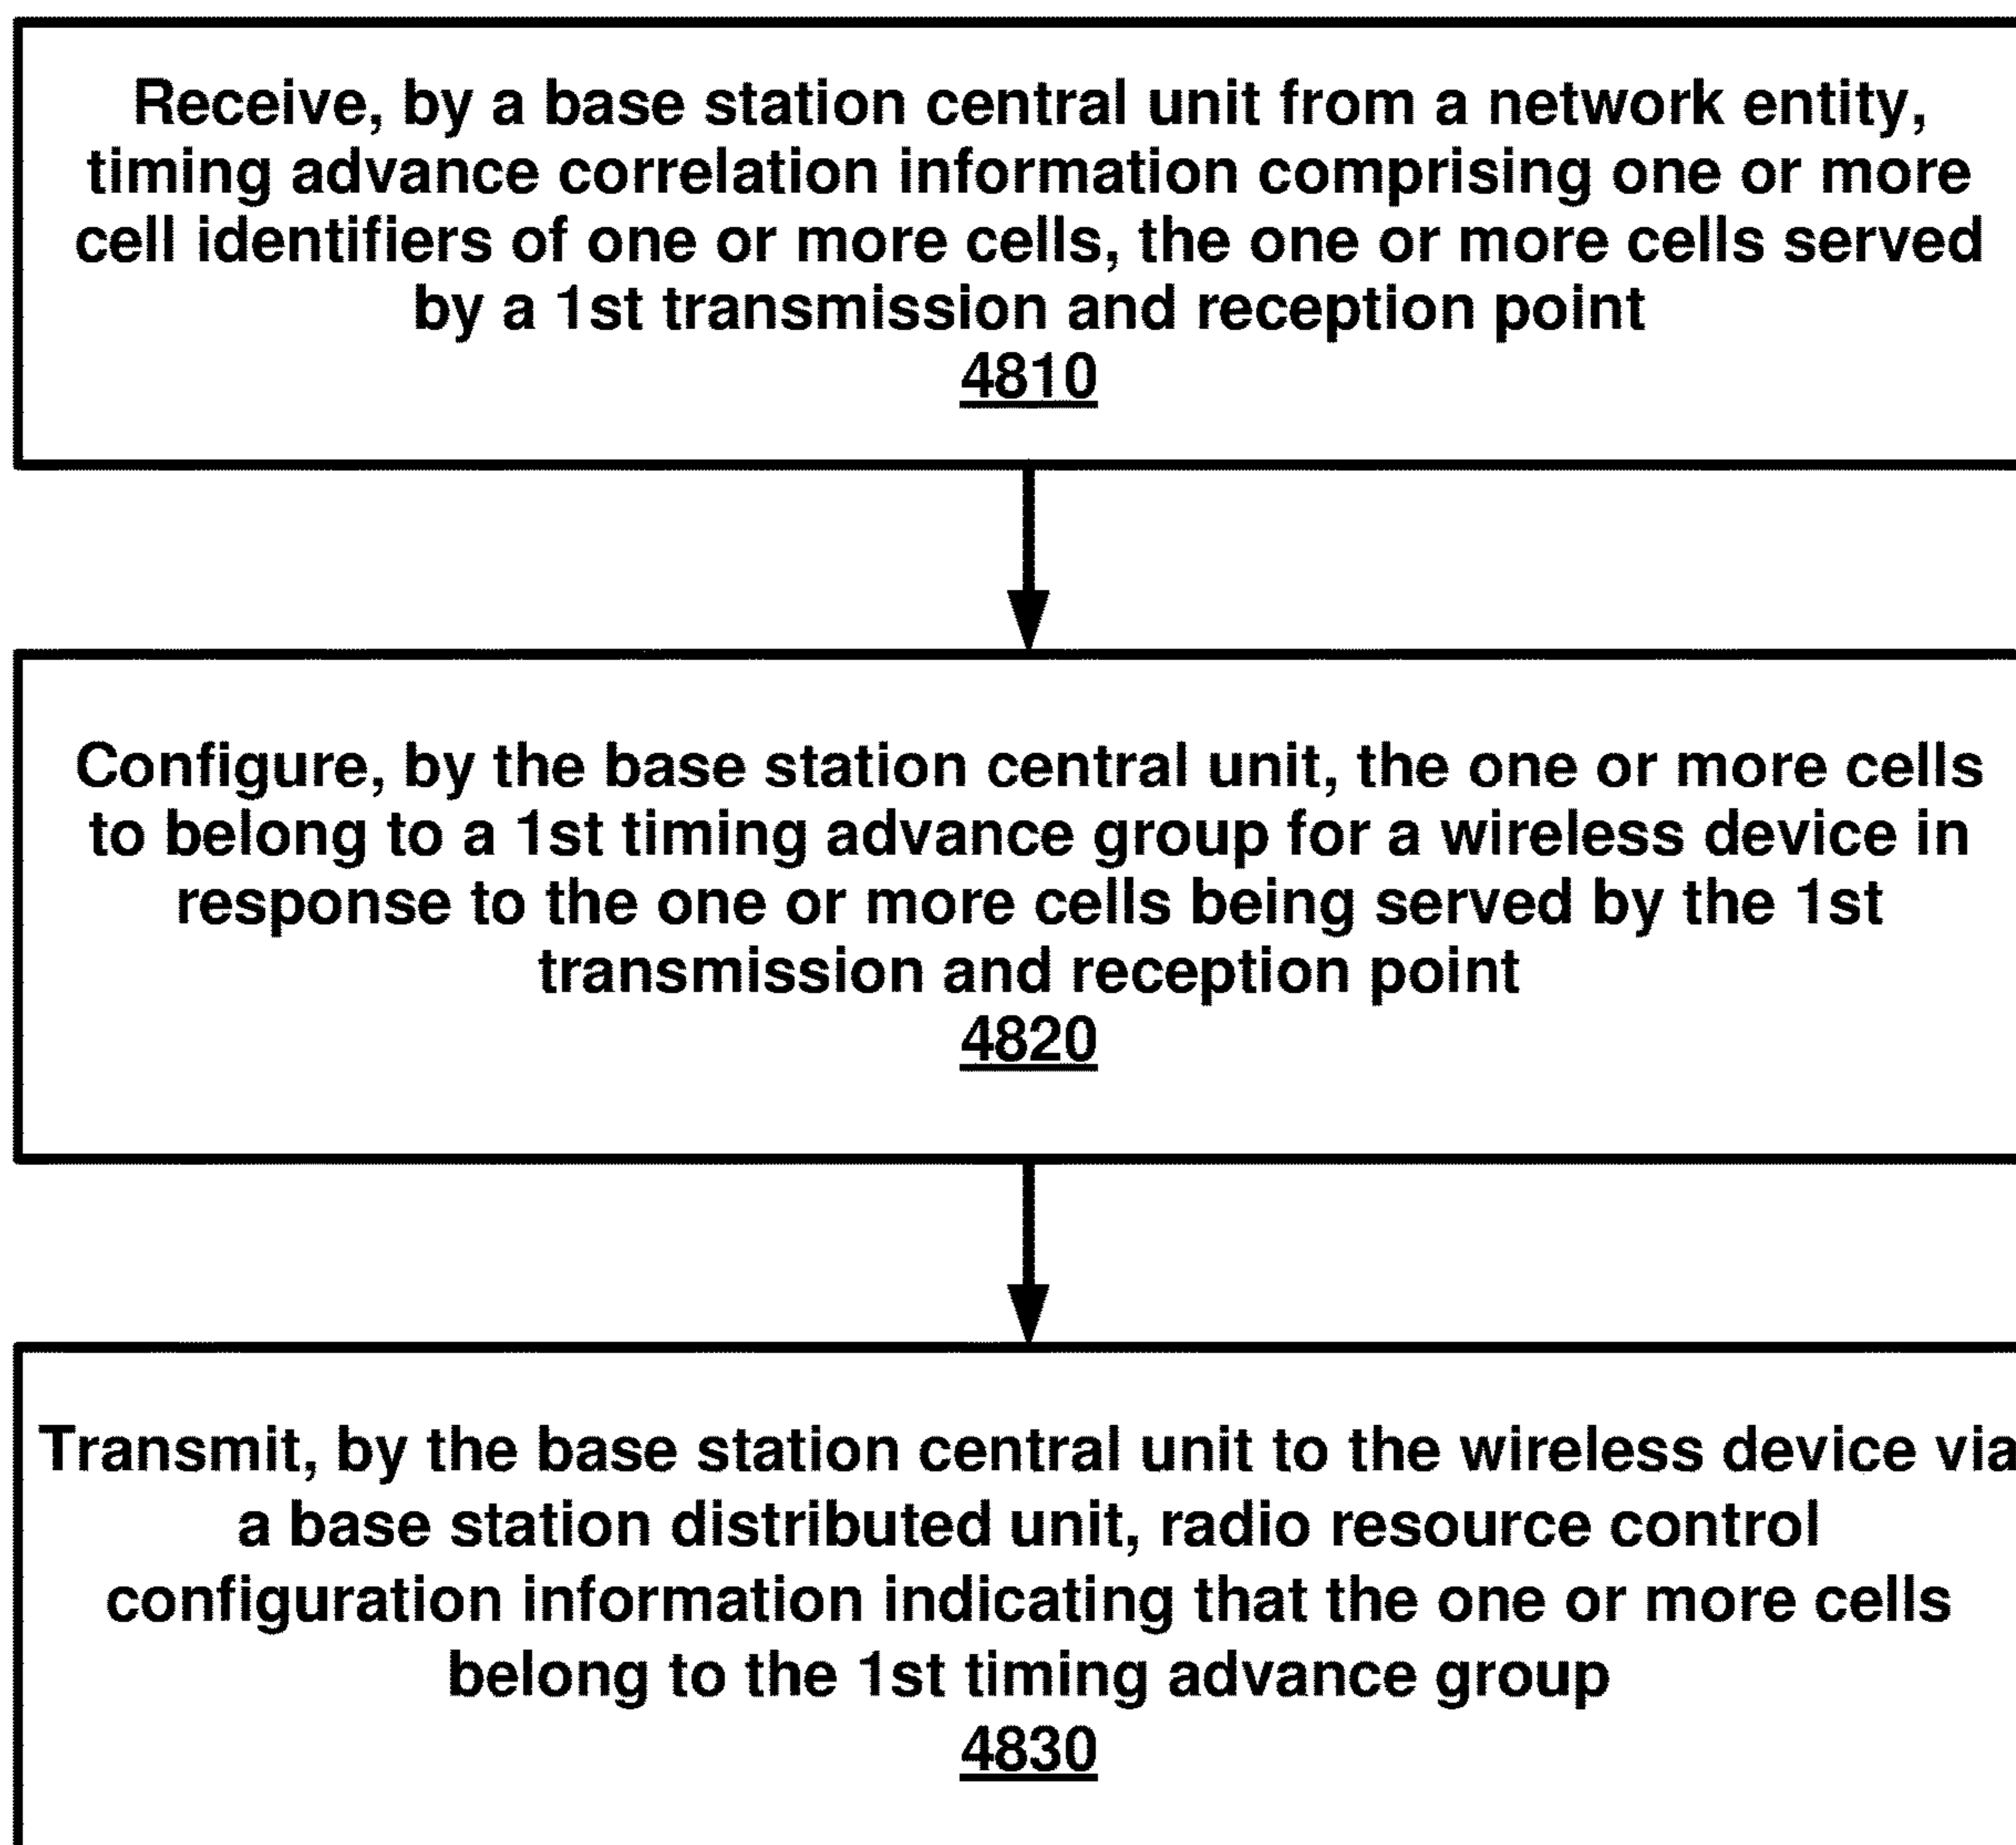 Receive, by a base station central unit from a network entity,
timing advance correlation information comprising one or more
cell identifiers of one or more cells, the one or more cells served
by a 1st transmission and reception point
4810
Configure, by the base station central unit, the one or more cells
to belong to a 1st timing advance group for a wireless device in
response to the one or more cells being served by the 1st
transmission and reception point
4820
Transmit, by the base station central unit to the wireless device via
a base station distributed unit, radio resource control
configuration information indicating that the one or more cells
belong to the 1st timing advance group
4830